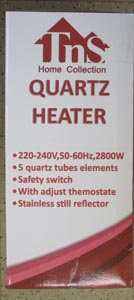 TnS
Home Collection
QUARTZ
HEATER
•220-240V,50-60Hz,2800W
•5 quartz tubes elements
•Safety switch
•With adjust themostate
•Stainless still reflector